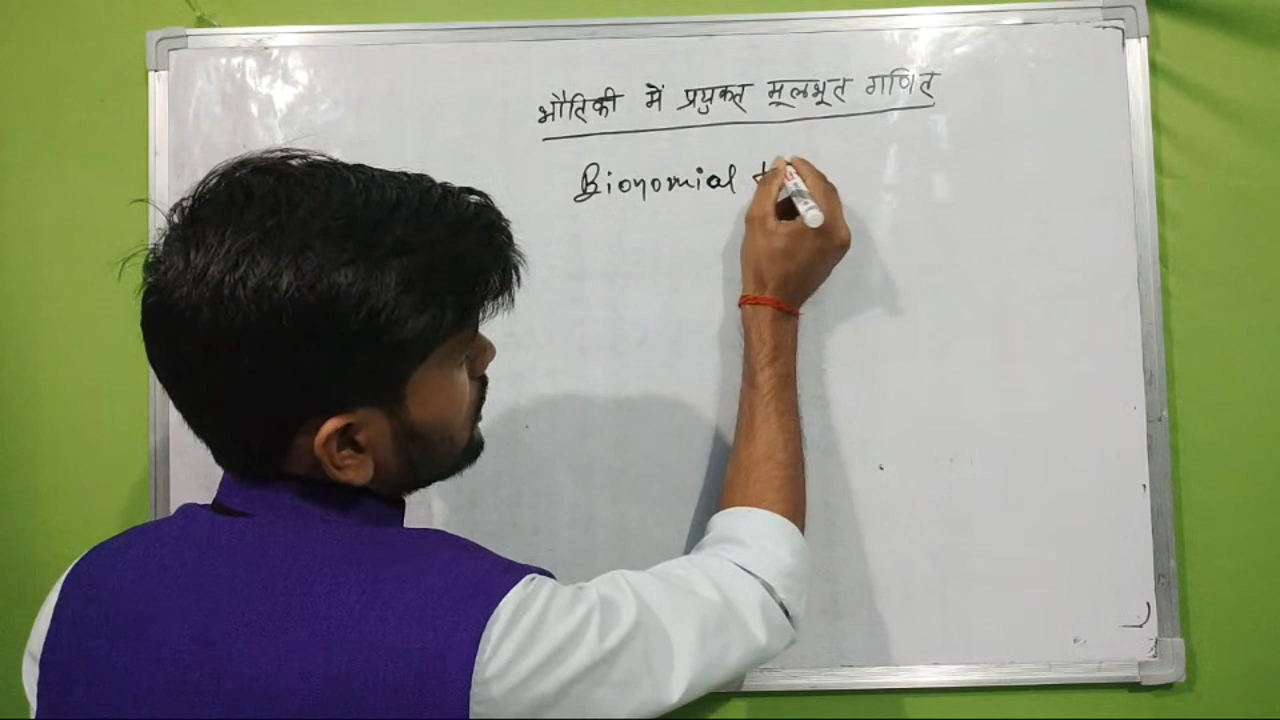 भौतिकी में प्रयुक्त मूलभूत गणित
Bionomial t